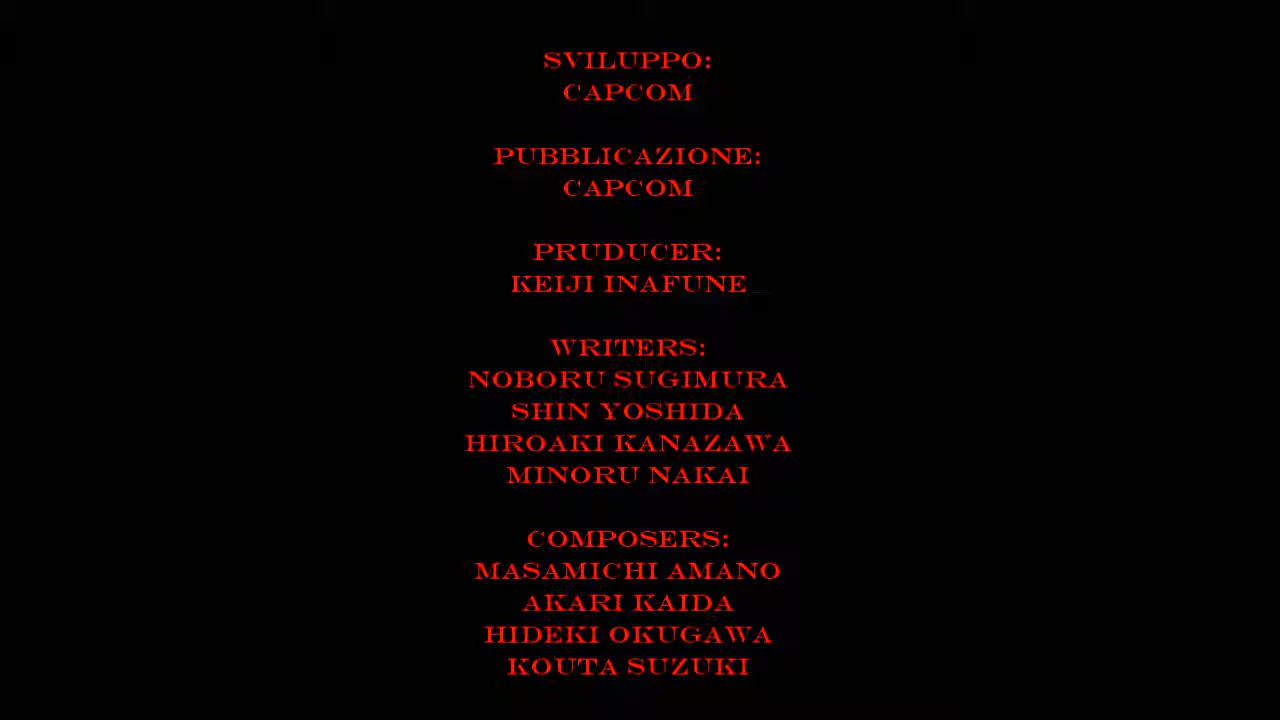 SVILUPPO:
CAPCOM
PUBBLICAZIONE:
CAPCOM
PRUDUCER:
KEIJI INAFUNE
WRITERS:
NOBORU SUGIMURA
SHIN YOSHIDA
HIROAKI KANAZAWA
MINORU NAKAI
COMPOSERS:
MASAMICHI AMANO
AKARI KAIDA
HIDEKI OKUGAWA
KOUTA SUZUKI